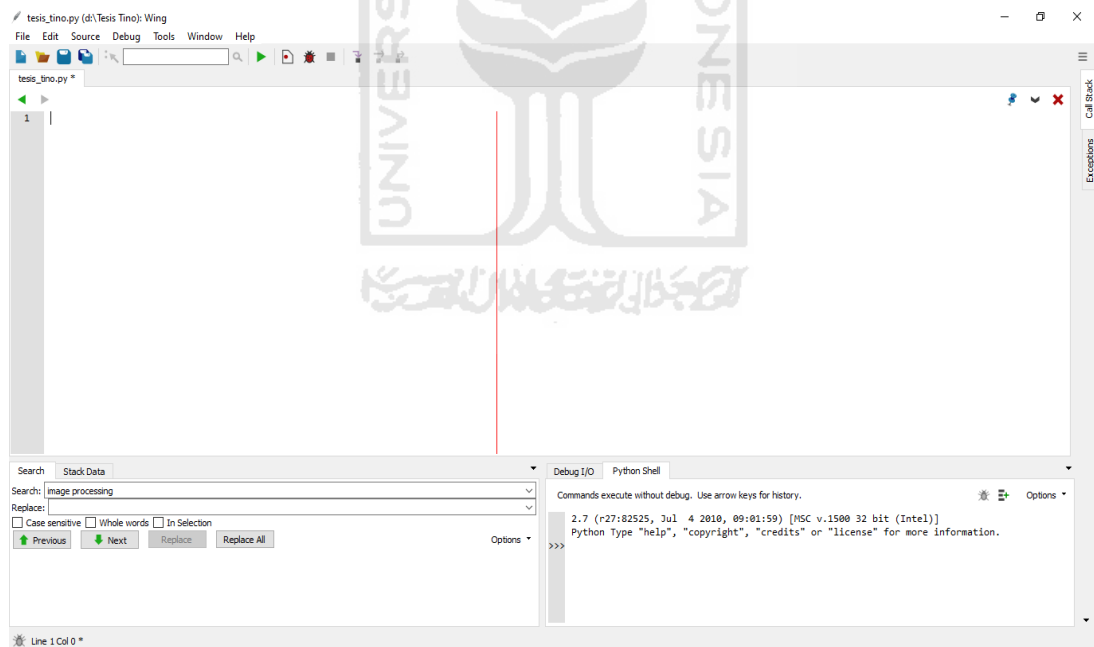 tesis_tino.py (d:\Tesis Tino): Wing
File Edit Source Debug Tools Window Help
tesis_tino.py *
Call Stack
Exceptions
1
UNIVERS
ONESIA
Search Stack Data
Search: image processing
Replace:
Case sensitive Whole words In Selection
Previous Next Replace Replace All Options
Debug I/O Python Shell
Commands execute without debug. Use arrow keys for history. Options
2.7 (r27:82525, Jul 4 2010, 09:01:59) [MSC v.1500 32 bit (Intel)]
Python Type "help", "copyright", "credits" or "license" for more information.
>>>
Line 1 Col 0 *